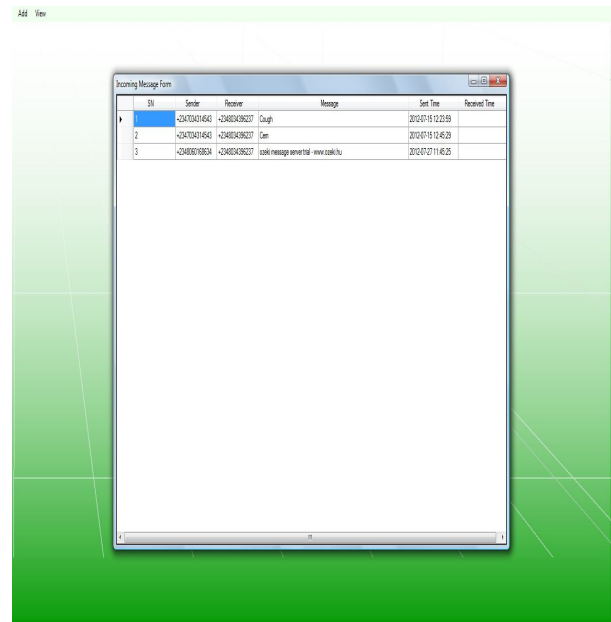 Add View
Incoming Message Form
SN Sender Receiver Message Sent Time Received Time
1 +2347034314543 +2348034396237 Cough 2012-07-15 12:23:59
2 +2347034314543 +2348034396237 Cem 2012-07-15 12:45:29
3 +2348060168634 +2348034396237 ozeki message server trial - www.ozeki.hu 2012-07-27 11:45:25